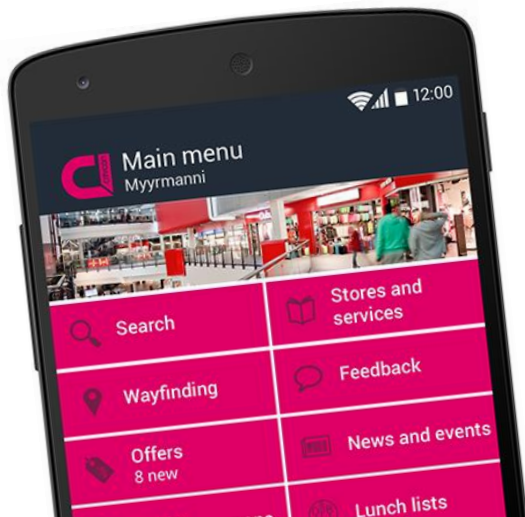 12:00
Main menu
Myyrmanni
Search
Stores and
services
Wayfinding
Feedback
Offers
8 new
News and events
Lunch lists